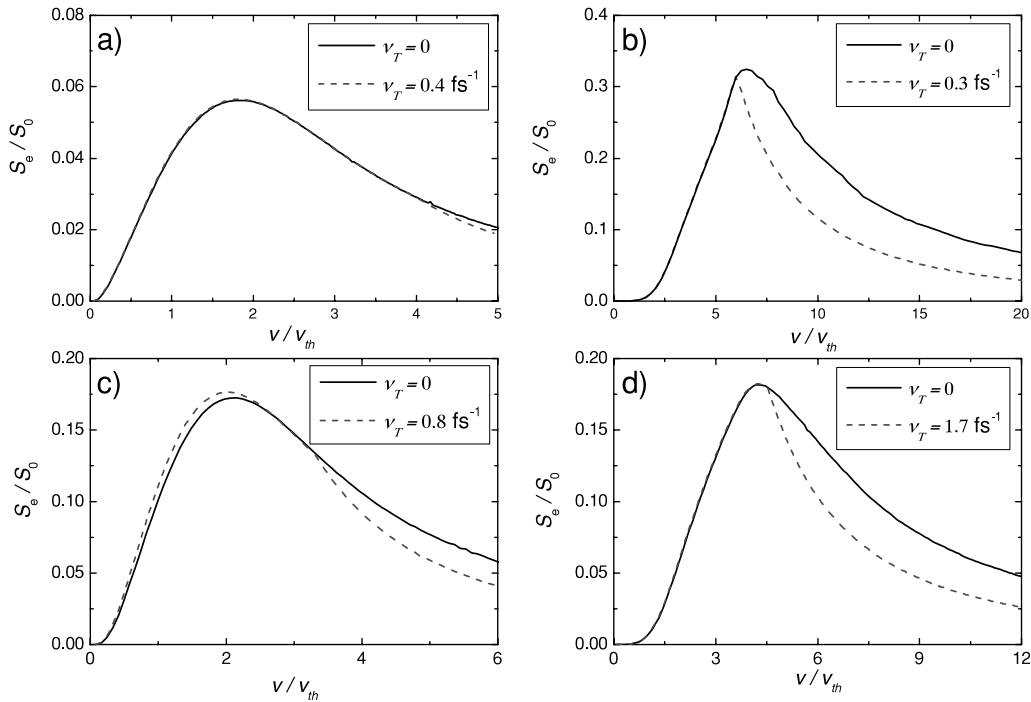 a)
ν_T = 0
ν_T = 0.4 fs⁻¹
S_e / S_0
0.08
0.06
0.04
0.02
0.00
0 1 2 3 4 5
v / v_th
b)
ν_T = 0
ν_T = 0.3 fs⁻¹
S_e / S_0
0.4
0.3
0.2
0.1
0.0
0 5 10 15 20
v / v_th
c)
ν_T = 0
ν_T = 0.8 fs⁻¹
S_e / S_0
0.20
0.15
0.10
0.05
0.00
0 2 4 6
v / v_th
d)
ν_T = 0
ν_T = 1.7 fs⁻¹
S_e / S_0
0.20
0.15
0.10
0.05
0.00
0 3 6 9 12
v / v_th